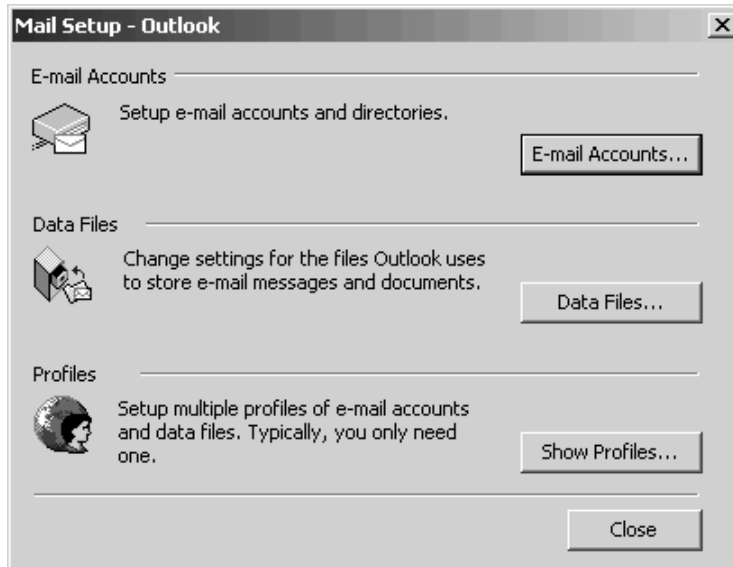 Mail Setup - Outlook
E-mail Accounts
Setup e-mail accounts and directories.
E-mail Accounts...
Data Files
Change settings for the files Outlook uses
to store e-mail messages and documents.
Data Files...
Profiles
Setup multiple profiles of e-mail accounts
and data files. Typically, you only need
one.
Show Profiles...
Close